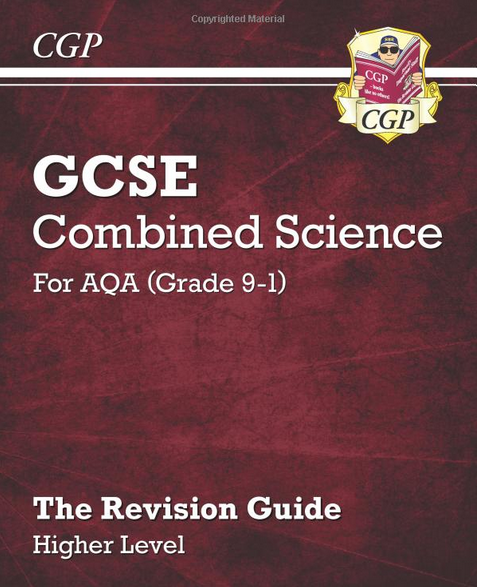 Copyrighted Material
CGP
CGP
CGP
GCSE
Combined Science
For AQA (Grade 9-1)
The Revision Guide
Higher Level